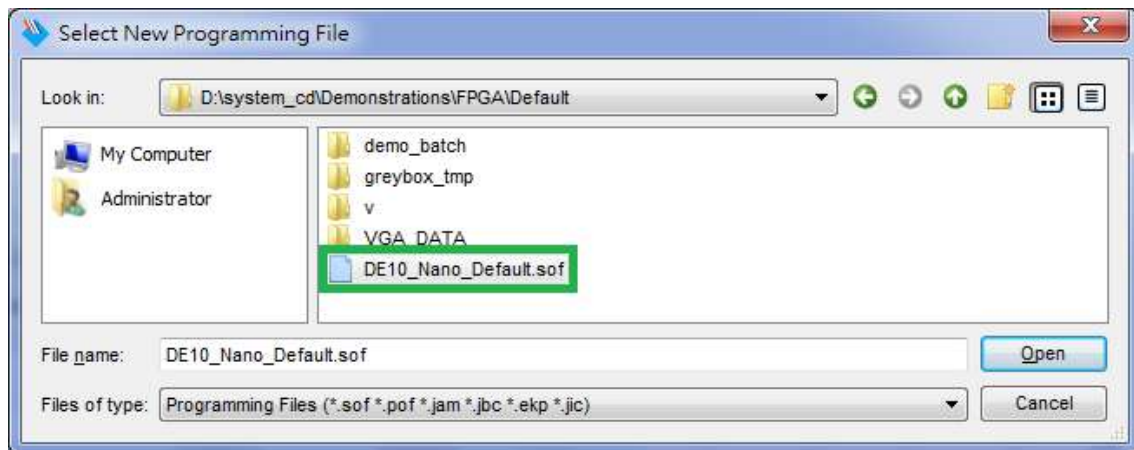 Select New Programming File
Look in: D:\system_cd\Demonstrations\FPGA\Default
My Computer
Administrator
demo_batch
greybox_tmp
v
VGA_DATA
DE10_Nano_Default.sof
File name: DE10_Nano_Default.sof Open
Files of type: Programming Files (*.sof *.pof *.jam *.jbc *.ekp *.jic) Cancel